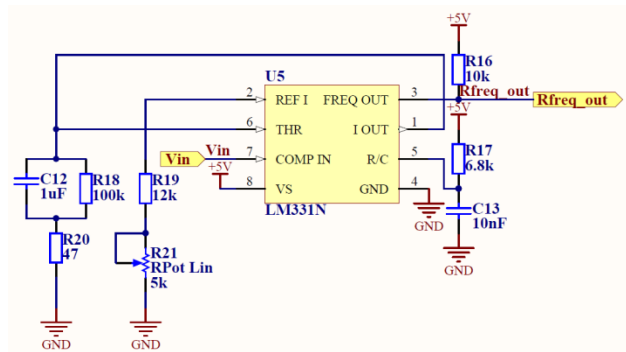 +5V
R16
10k
U5
2 REF I FREQ OUT 3 Rfreq_out Rfreq_out
+5V
6 THR I OUT 1
R17
6.8k
Vin Vin 7 COMP IN R/C 5
+5V
8 VS GND 4
LM331N
GND
C12
1uF
R18
100k
R19
12k
C13
10nF
GND
R20
47
R21
RPot Lin
5k
GND
GND